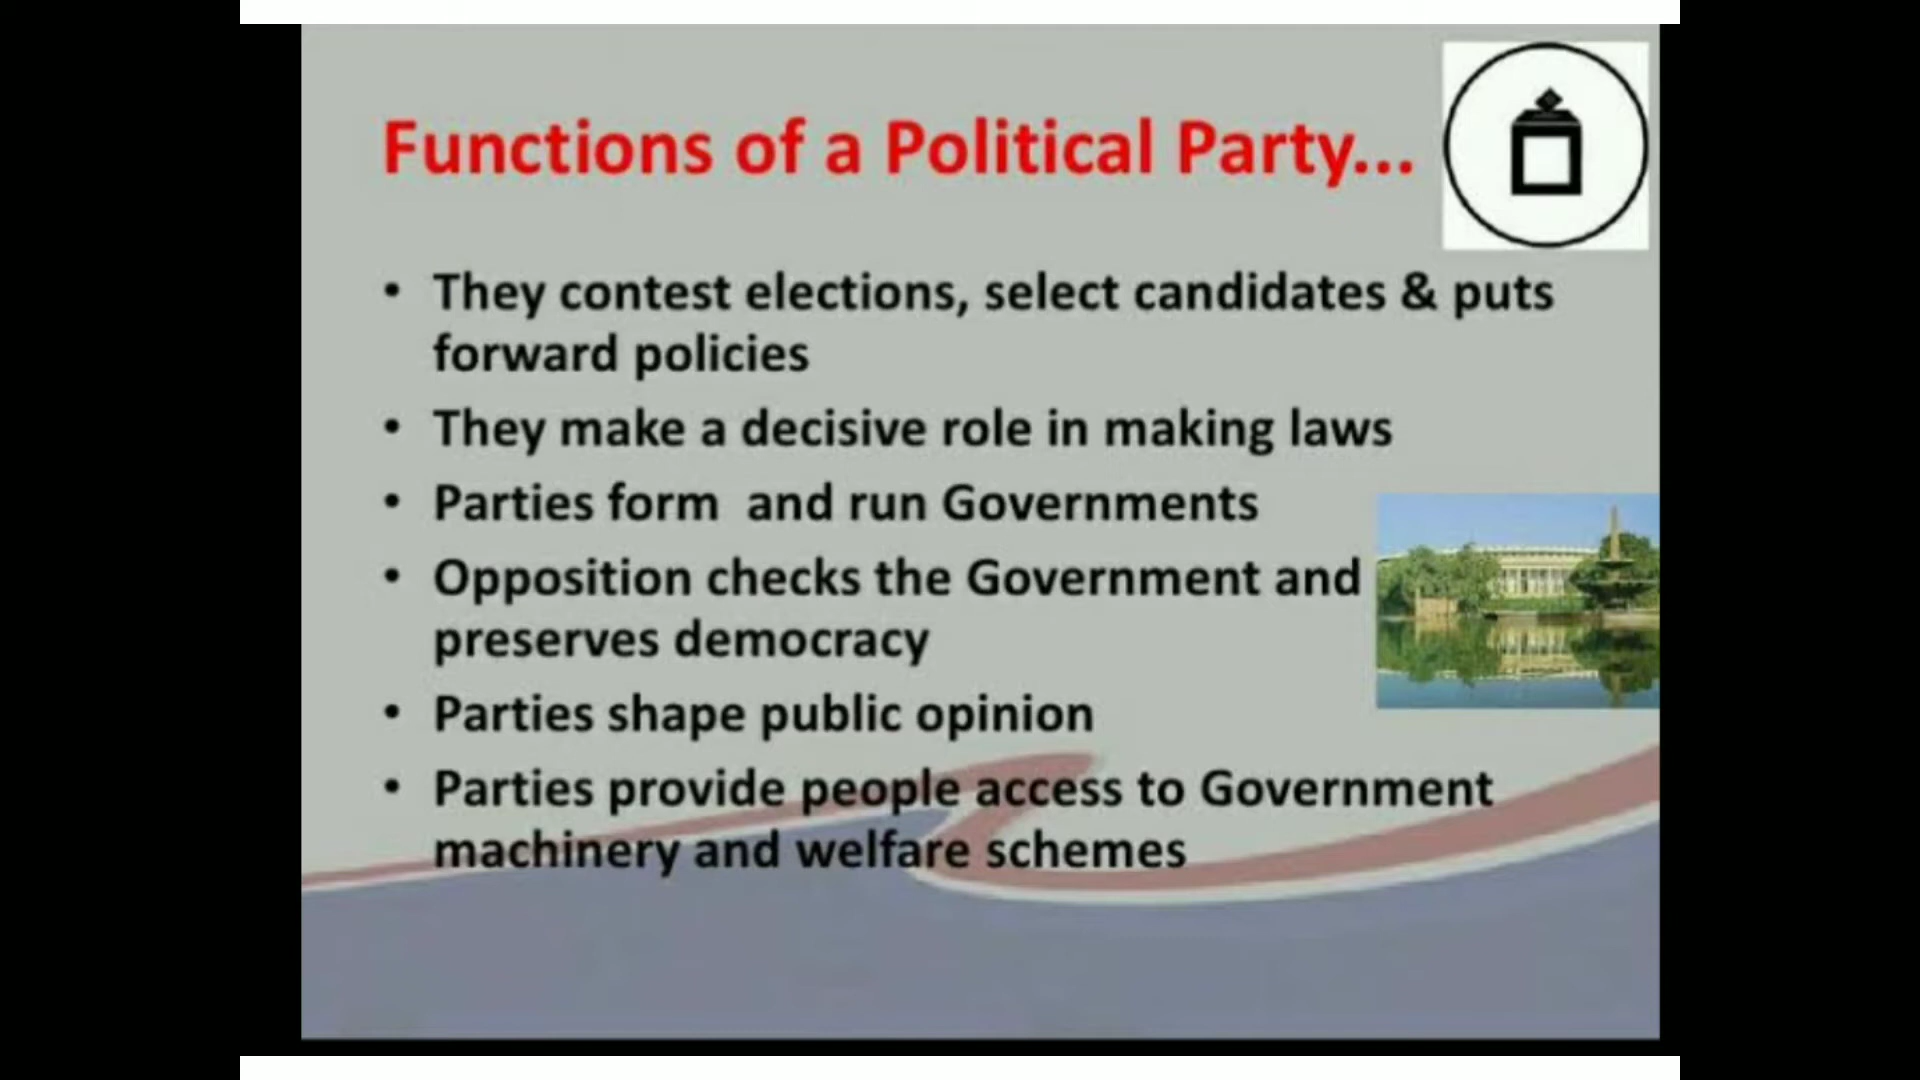 Functions of a Political Party...
• They contest elections, select candidates & puts
forward policies
• They make a decisive role in making laws
• Parties form  and run Governments
• Opposition checks the Government and
preserves democracy
• Parties shape public opinion
• Parties provide people access to Government
machinery and welfare schemes